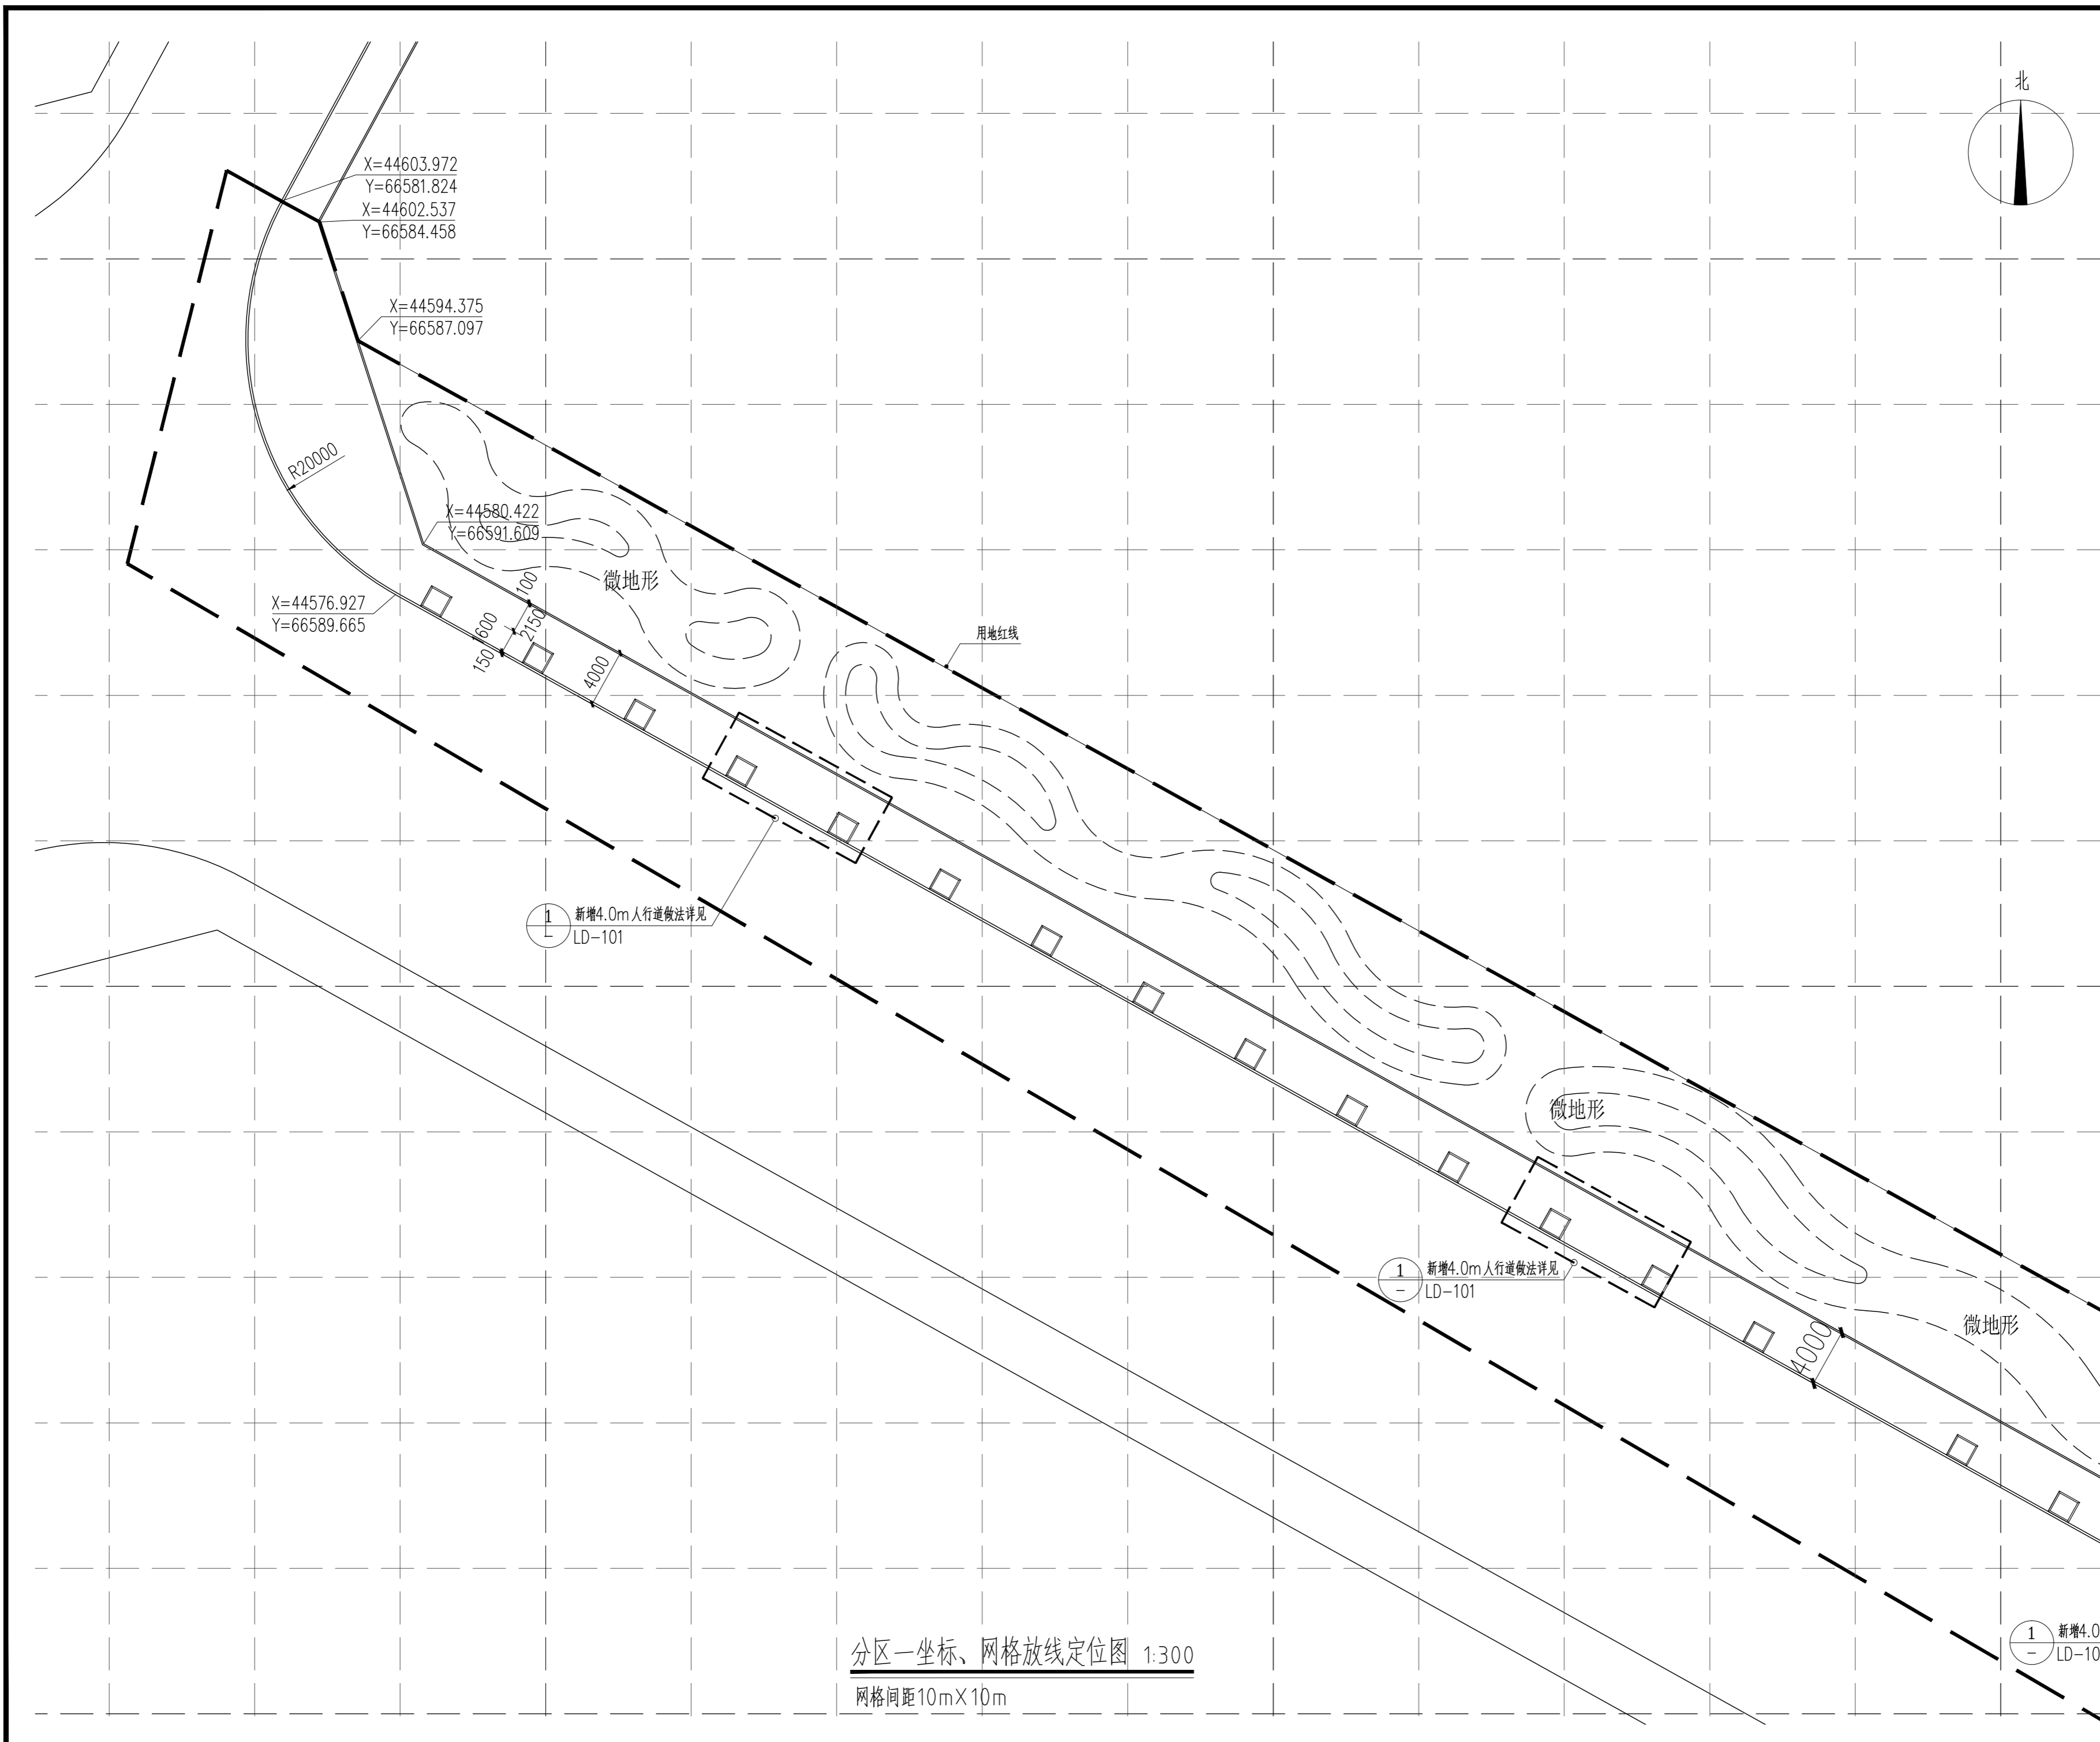 北
X=44603.972
Y=66581.824
X=44602.537
Y=66584.458
X=44594.375
Y=66587.097
R20000
X=44580.422
Y=66591.609
微地形
100
X=44576.927
Y=66589.665
1600
2150
150
用地红线
4000
1 新增4.0m人行道做法详见
– LD-101
微地形
1 新增4.0m人行道做法详见
– LD-101
微地形
4000
1 新增4.0
– LD-10
分区一坐标、网格放线定位图 1:300
网格间距10mX10m